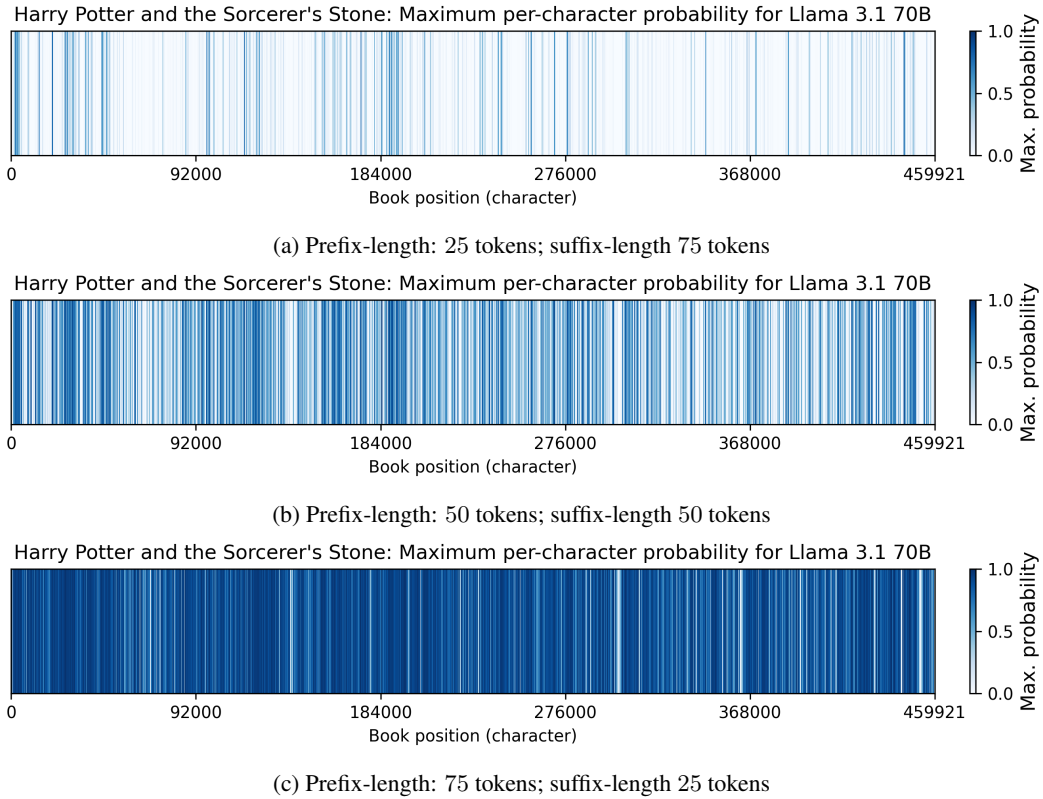 Harry Potter and the Sorcerer's Stone: Maximum per-character probability for Llama 3.1 70B
1.0
0.5
0.0
Max. probability
0 92000 184000 276000 368000 459921
Book position (character)
(a) Prefix-length: 25 tokens; suffix-length 75 tokens
Harry Potter and the Sorcerer's Stone: Maximum per-character probability for Llama 3.1 70B
1.0
0.5
0.0
Max. probability
0 92000 184000 276000 368000 459921
Book position (character)
(b) Prefix-length: 50 tokens; suffix-length 50 tokens
Harry Potter and the Sorcerer's Stone: Maximum per-character probability for Llama 3.1 70B
1.0
0.5
0.0
Max. probability
0 92000 184000 276000 368000 459921
Book position (character)
(c) Prefix-length: 75 tokens; suffix-length 25 tokens